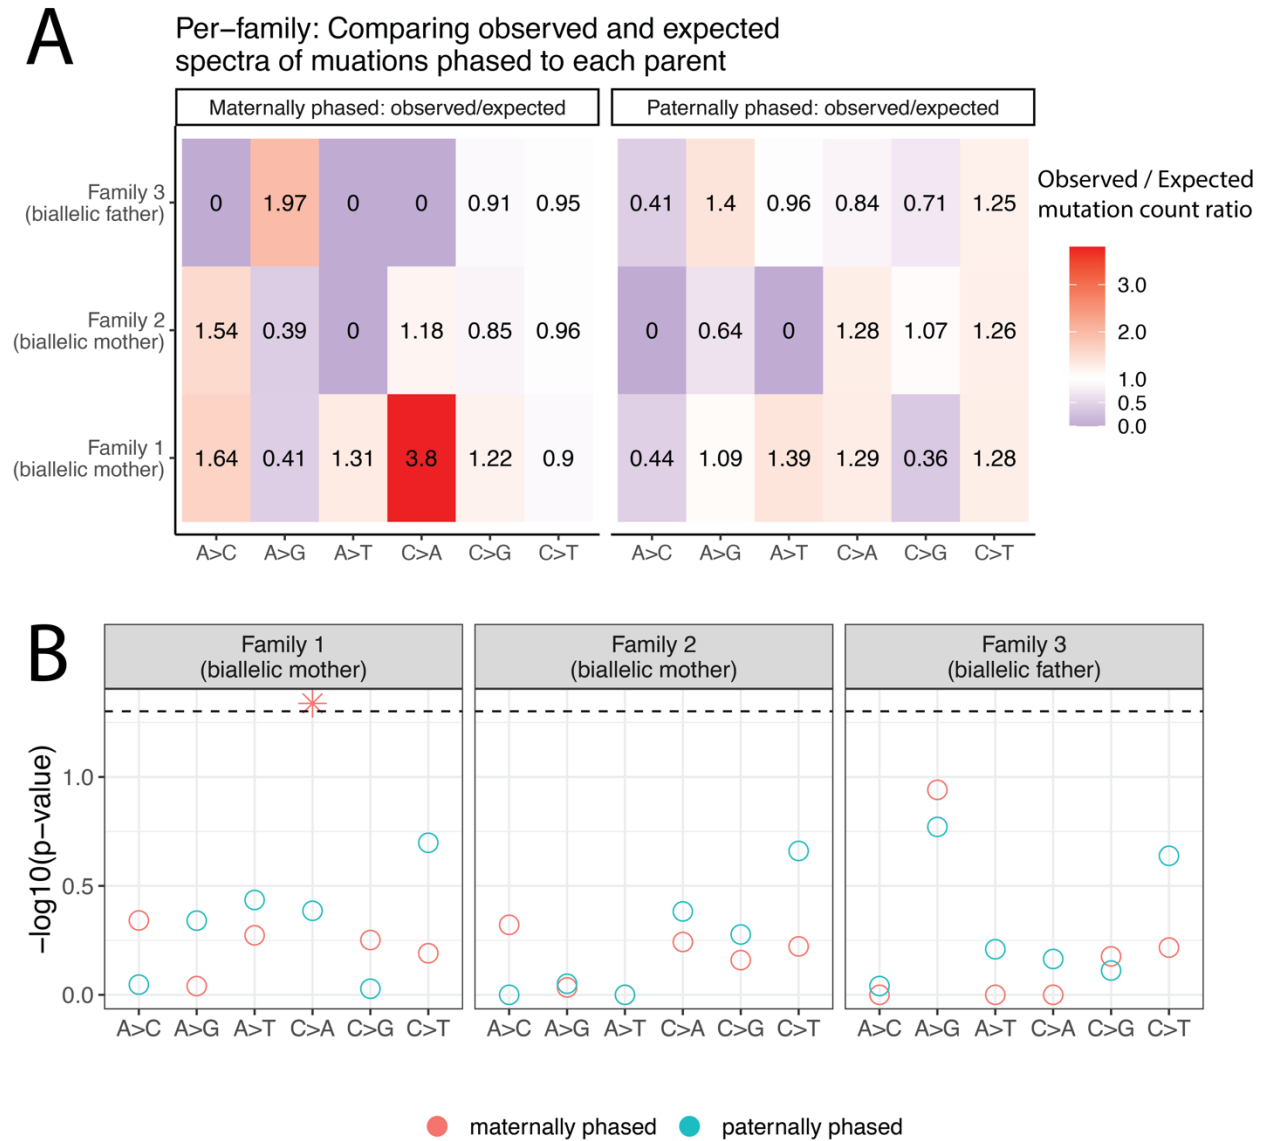 A
Per−family: Comparing observed and expected
spectra of muations phased to each parent
Maternally phased: observed/expected
Paternally phased: observed/expected
Family 3
(biallelic father)
0 1.97 0 0 0.91 0.95 0.41 1.4 0.96 0.84 0.71 1.25
Family 2
(biallelic mother)
1.54 0.39 0 1.18 0.85 0.96 0 0.64 0 1.28 1.07 1.26
Family 1
(biallelic mother)
1.64 0.41 1.31 3.8 1.22 0.9 0.44 1.09 1.39 1.29 0.36 1.28
A>C A>G A>T C>A C>G C>T A>C A>G A>T C>A C>G C>T
Observed / Expected
mutation count ratio
3.0
2.0
1.0
0.5
0.0
B
Family 1
(biallelic mother)
Family 2
(biallelic mother)
Family 3
(biallelic father)
−log10(p−value)
1.0
0.5
0.0
A>C A>G A>T C>A C>G C>T A>C A>G A>T C>A C>G C>T A>C A>G A>T C>A C>G C>T
maternally phased paternally phased